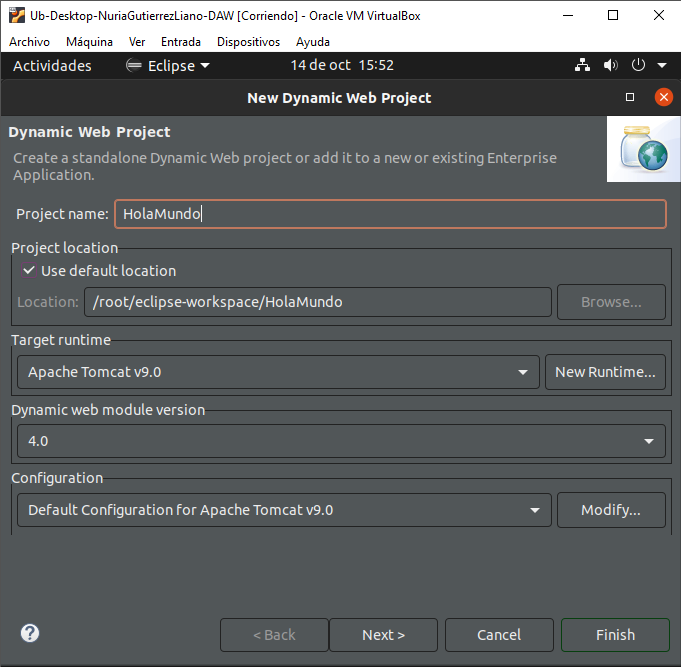 Ub-Desktop-NuriaGutierrezLiano-DAW [Corriendo] - Oracle VM VirtualBox
Archivo Máquina Ver Entrada Dispositivos Ayuda
Actividades Eclipse 14 de oct 15:52
New Dynamic Web Project
Dynamic Web Project
Create a standalone Dynamic Web project or add it to a new or existing Enterprise
Application.
Project name: HolaMundo
Project location
Use default location
Location: /root/eclipse-workspace/HolaMundo Browse...
Target runtime
Apache Tomcat v9.0 New Runtime...
Dynamic web module version
4.0
Configuration
Default Configuration for Apache Tomcat v9.0 Modify...
? < Back Next > Cancel Finish